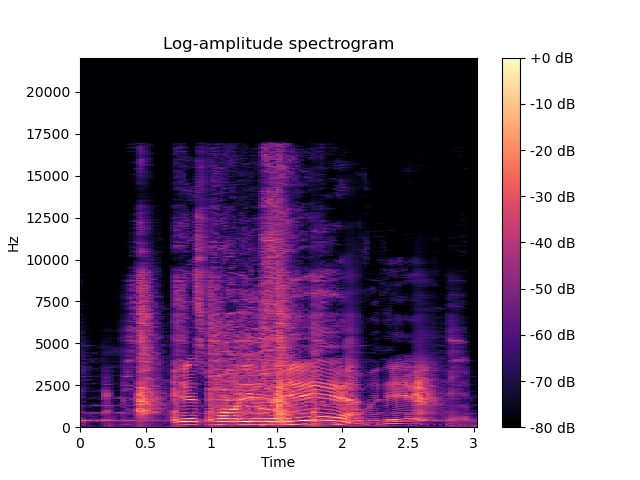 Log-amplitude spectrogram
Hz
20000
17500
15000
12500
10000
7500
5000
2500
0
0 0.5 1 1.5 2 2.5 3
Time
+0 dB
-10 dB
-20 dB
-30 dB
-40 dB
-50 dB
-60 dB
-70 dB
-80 dB